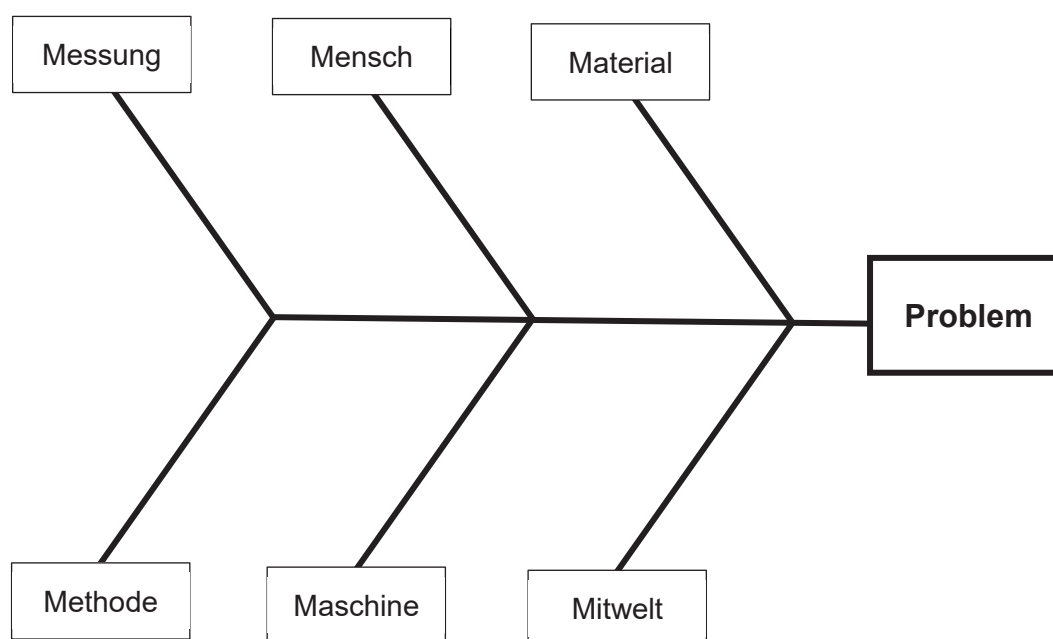 Messung
Mensch
Material
Problem
Methode
Maschine
Mitwelt